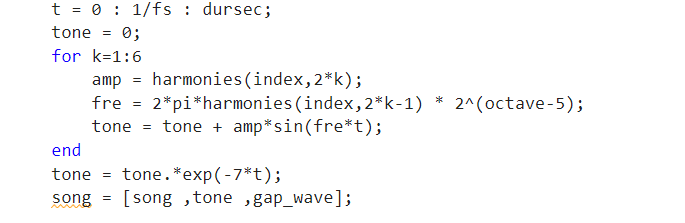 t = 0 : 1/fs : dursec;
tone = 0;
for k=1:6
    amp = harmonies(index,2*k);
    fre = 2*pi*harmonies(index,2*k-1) * 2^(octave-5);
    tone = tone + amp*sin(fre*t);
end
tone = tone.*exp(-7*t);
song = [song ,tone ,gap_wave];